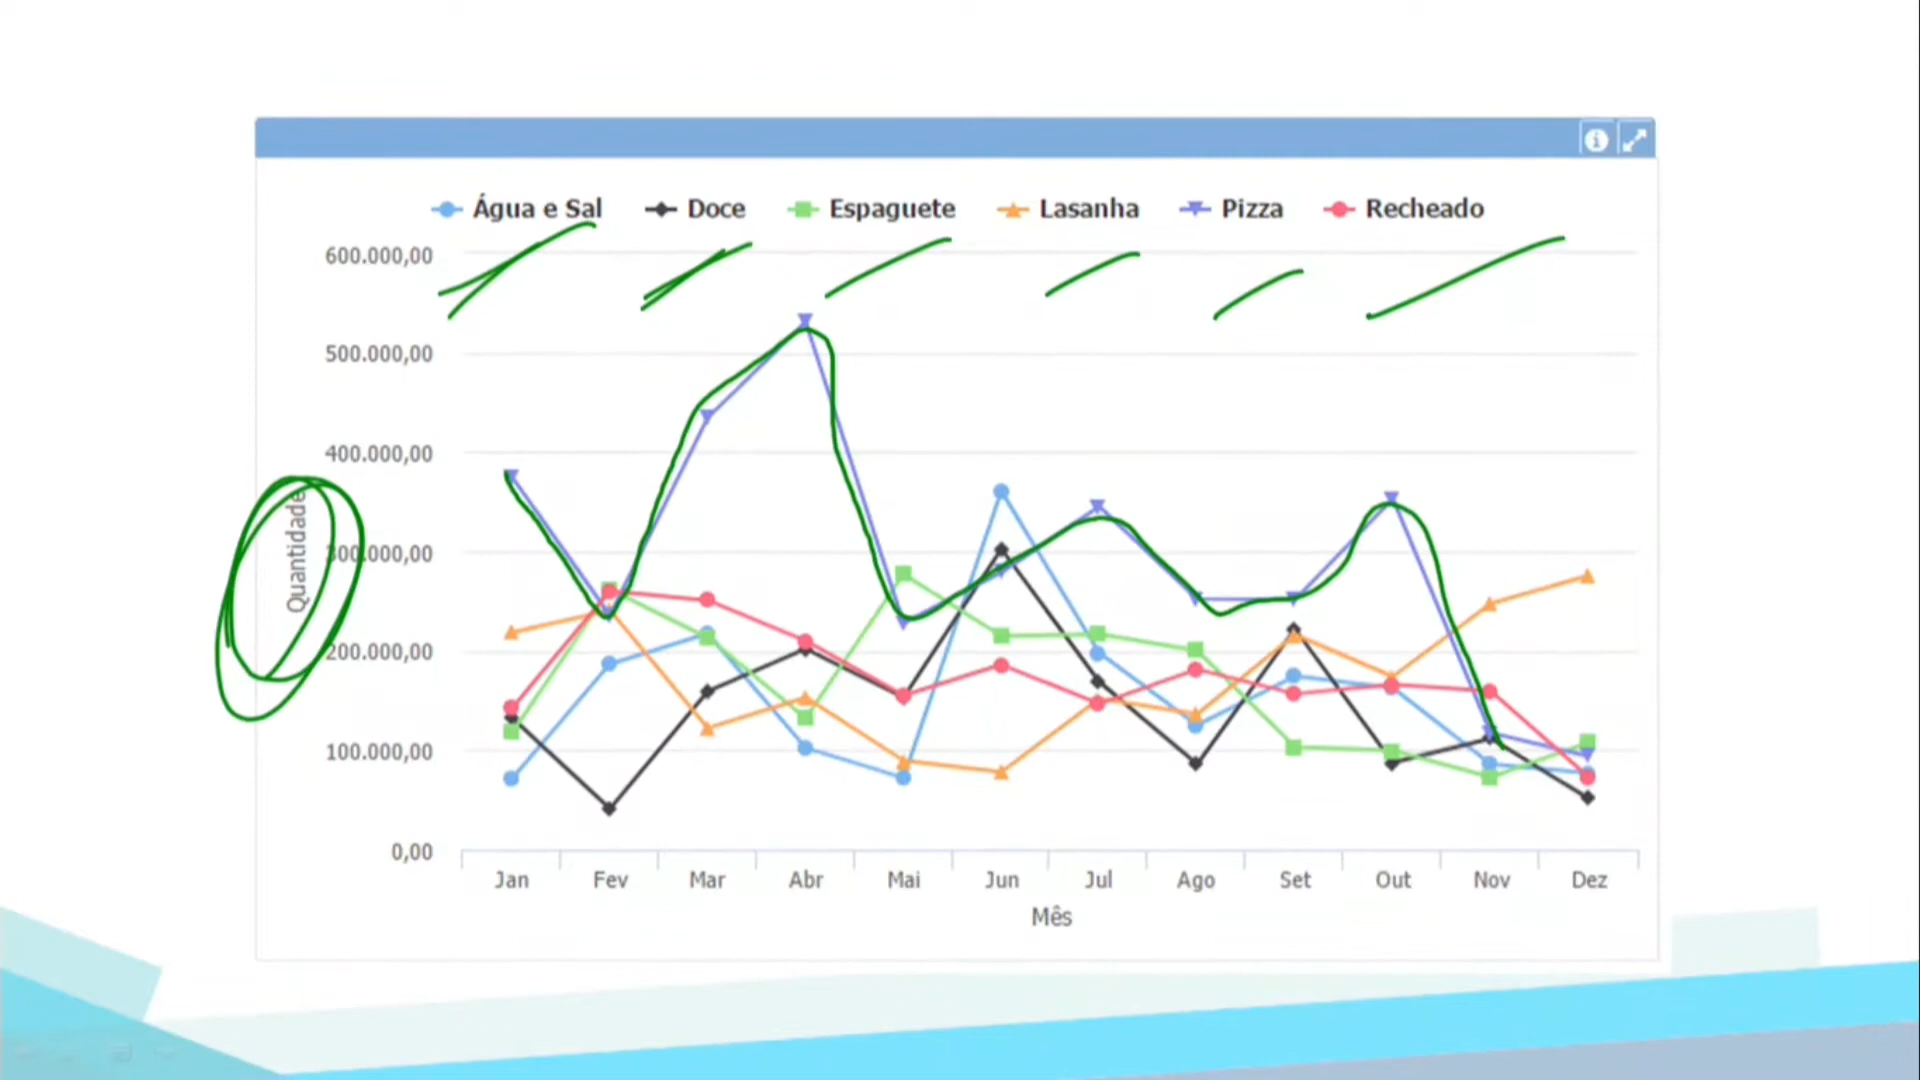 Água e Sal Doce Espaguete Lasanha Pizza Recheado
600.000,00
500.000,00
400.000,00
300.000,00
200.000,00
100.000,00
0,00
Quantidade
Jan Fev Mar Abr Mai Jun Jul Ago Set Out Nov Dez
Mês